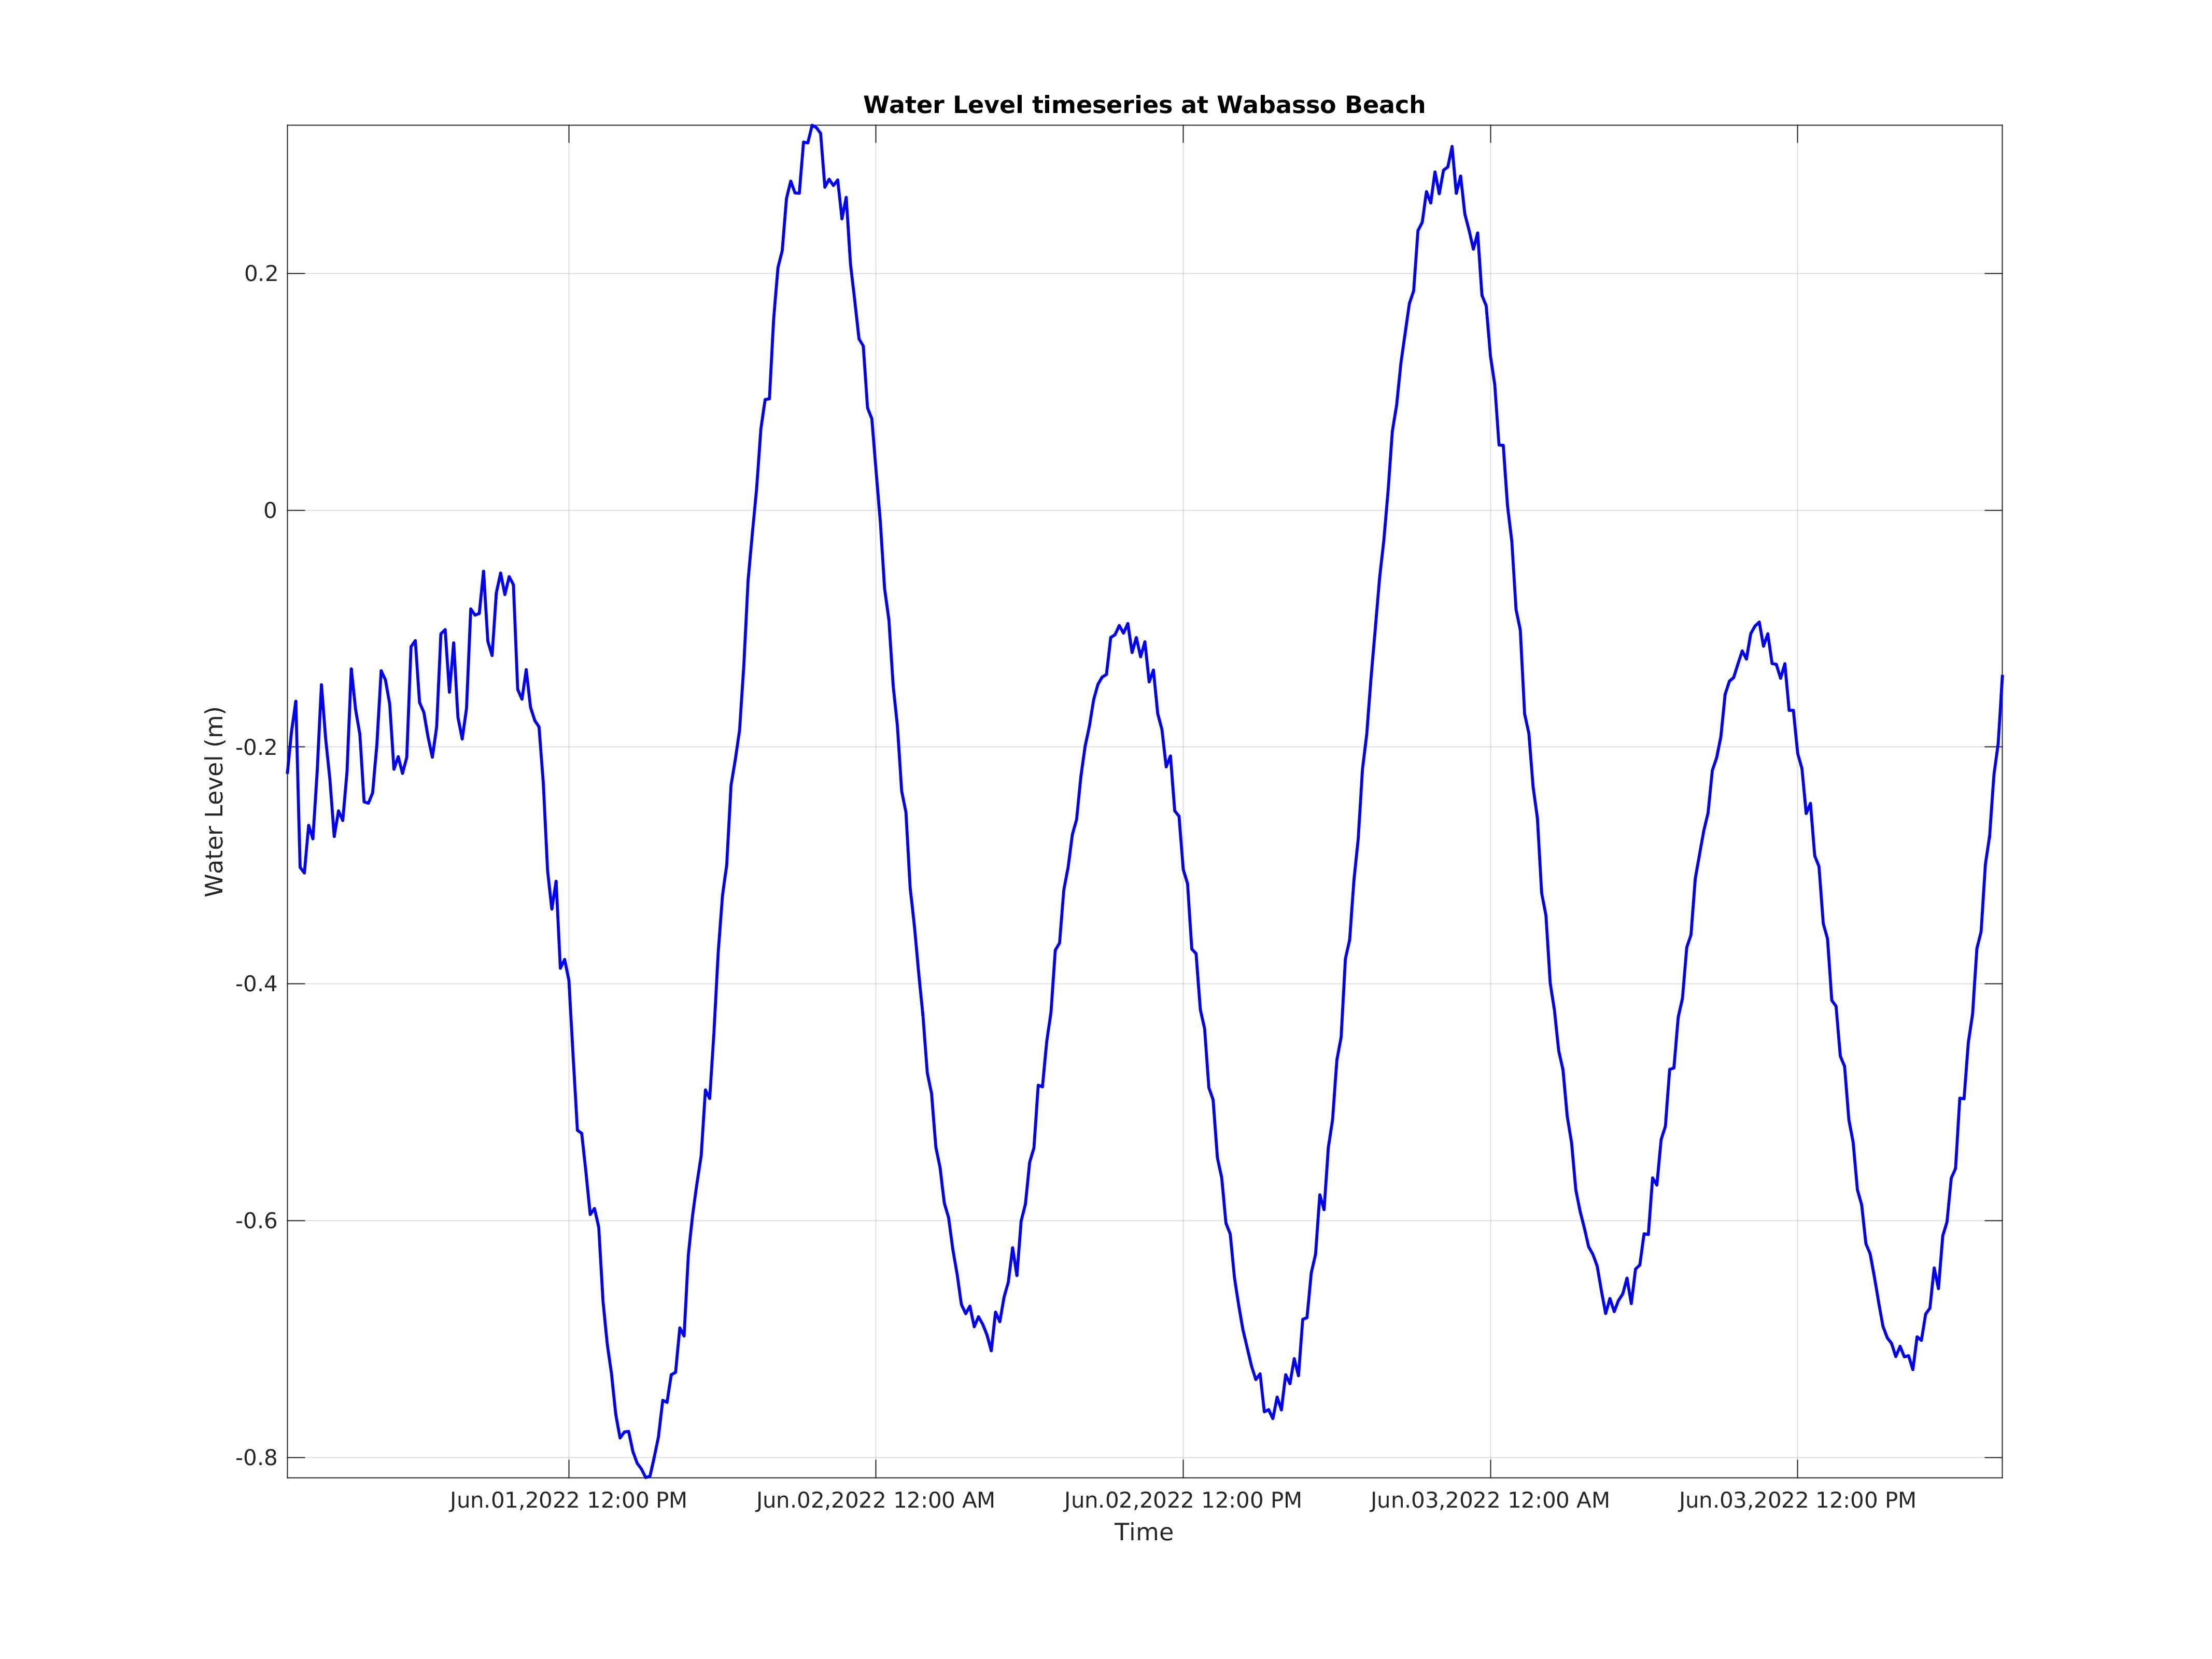 Water Level timeseries at Wabasso Beach
0.2
0
-0.2
-0.4
-0.6
-0.8
Water Level (m)
Jun.01,2022 12:00 PM
Jun.02,2022 12:00 AM
Jun.02,2022 12:00 PM
Jun.03,2022 12:00 AM
Jun.03,2022 12:00 PM
Time